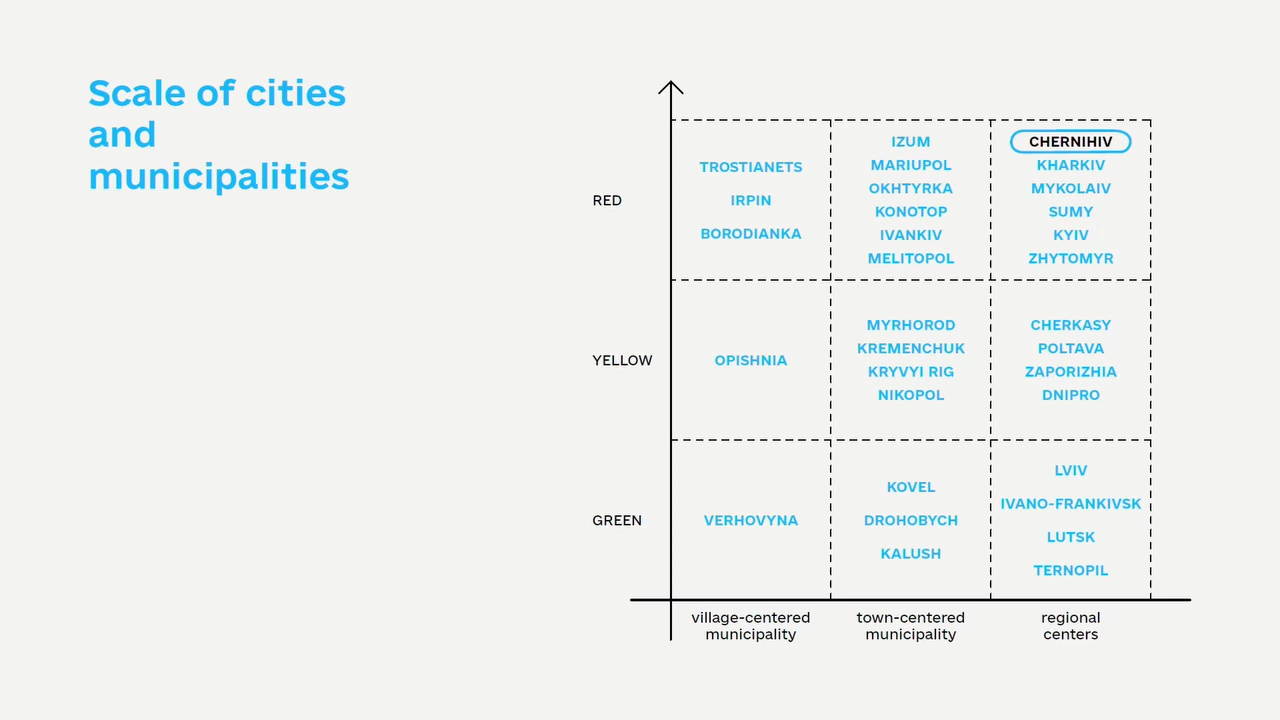 Scale of cities
and
municipalities
RED
TROSTIANETS
IRPIN
BORODIANKA
IZUM
MARIUPOL
OKHTYRKA
KONOTOP
IVANKIV
MELITOPOL
CHERNIHIV
KHARKIV
MYKOLAIV
SUMY
KYIV
ZHYTOMYR
YELLOW
OPISHNIA
MYRHOROD
KREMENCHUK
KRYVYI RIG
NIKOPOL
CHERKASY
POLTAVA
ZAPORIZHIA
DNIPRO
GREEN
VERHOVYNA
KOVEL
DROHOBYCH
KALUSH
LVIV
IVANO-FRANKIVSK
LUTSK
TERNOPIL
village-centered
municipality
town-centered
municipality
regional
centers